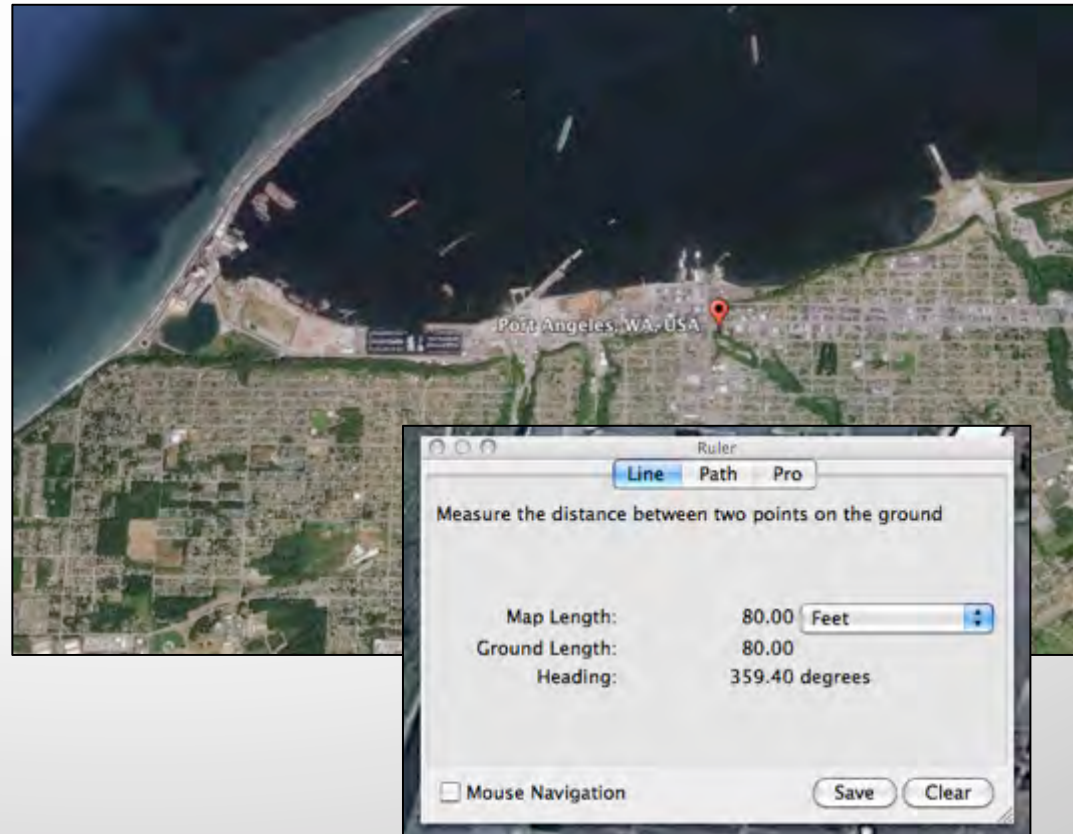 Port Angeles, WA, USA
Ruler
Line Path Pro
Measure the distance between two points on the ground
Map Length: 80.00 Feet
Ground Length: 80.00
Heading: 359.40 degrees
Mouse Navigation Save Clear